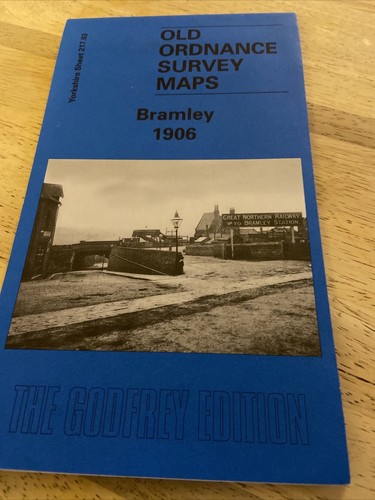 Yorkshire Sheet 217.03
OLD
ORDNANCE
SURVEY
MAPS
Bramley
1906
GREAT NORTHERN RAILWAY
TO BRAMLEY STATION.
THE GODFREY EDITION